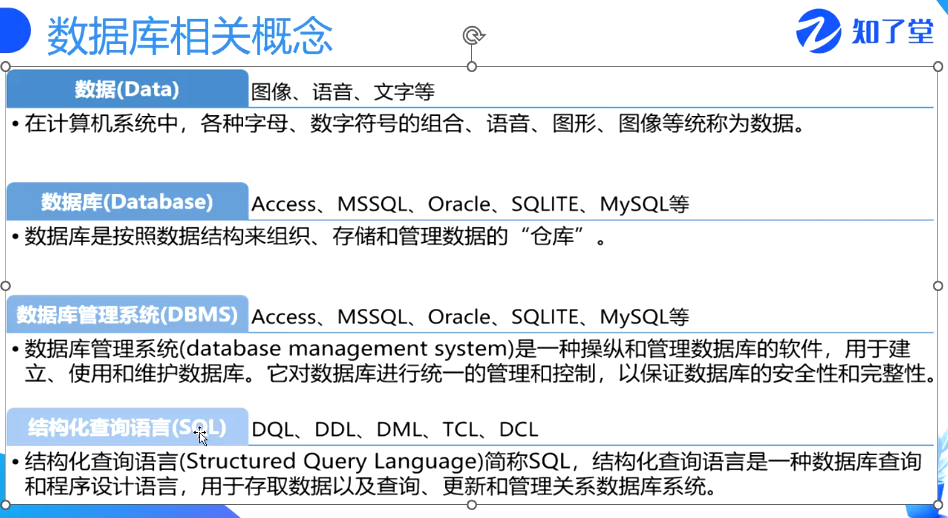 数据库相关概念
知了堂
数据(Data)
图像、语音、文字等
• 在计算机系统中，各种字母、数字符号的组合、语音、图形、图像等统称为数据。
数据库(Database)
Access、MSSQL、Oracle、SQLITE、MySQL等
• 数据库是按照数据结构来组织、存储和管理数据的“仓库”。
数据库管理系统(DBMS)
Access、MSSQL、Oracle、SQLITE、MySQL等
• 数据库管理系统(database management system)是一种操纵和管理数据库的软件，用于建
立、使用和维护数据库。它对数据库进行统一的管理和控制，以保证数据库的安全性和完整性。
结构化查询语言(SQL)
DQL、DDL、DML、TCL、DCL
• 结构化查询语言(Structured Query Language)简称SQL，结构化查询语言是一种数据库查询
和程序设计语言，用于存取数据以及查询、更新和管理关系数据库系统。